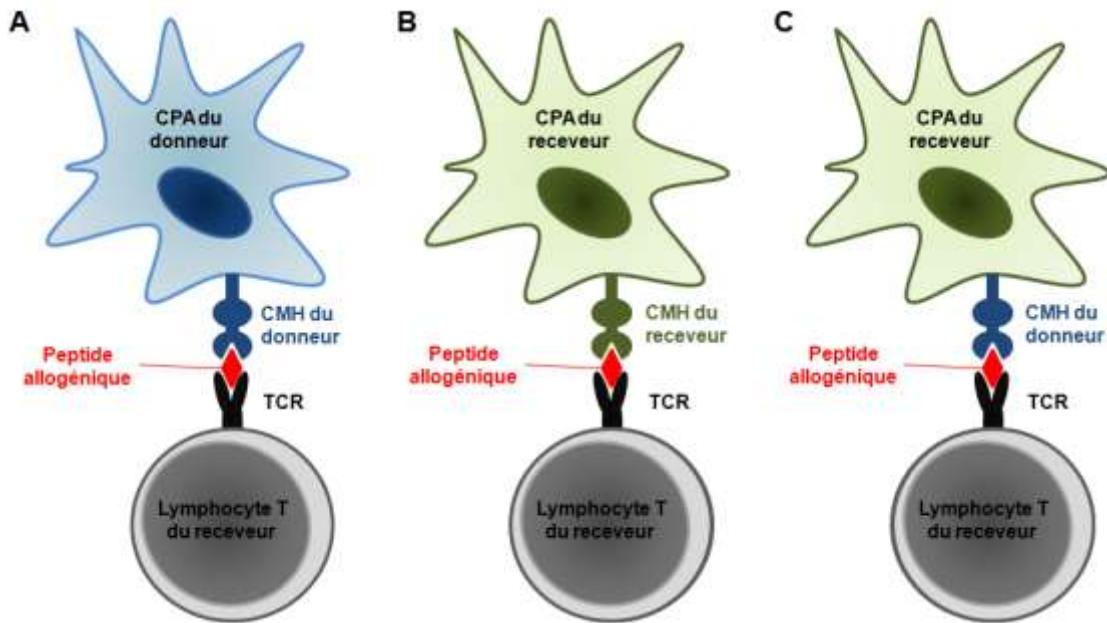 A
CPA du
donneur
CMH du
donneur
Peptide
allogénique
TCR
Lymphocyte T
du receveur
B
CPA du
receveur
CMH du
receveur
Peptide
allogénique
TCR
Lymphocyte T
du receveur
C
CPA du
receveur
CMH du
donneur
Peptide
allogénique
TCR
Lymphocyte T
du receveur